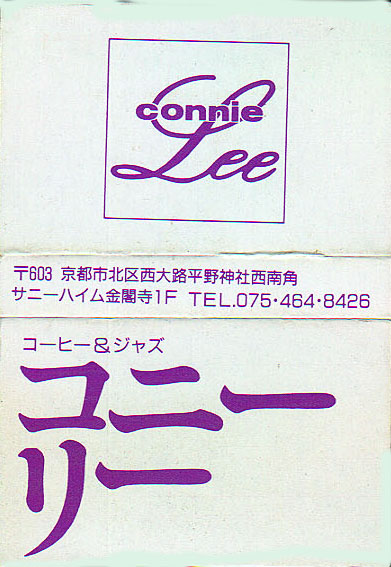 connie
Lee
〒603 京都市北区西大路平野神社西南角
サニーハイム金閣寺1F TEL.075・464・8426
コーヒー&ジャズ
コニー
リー